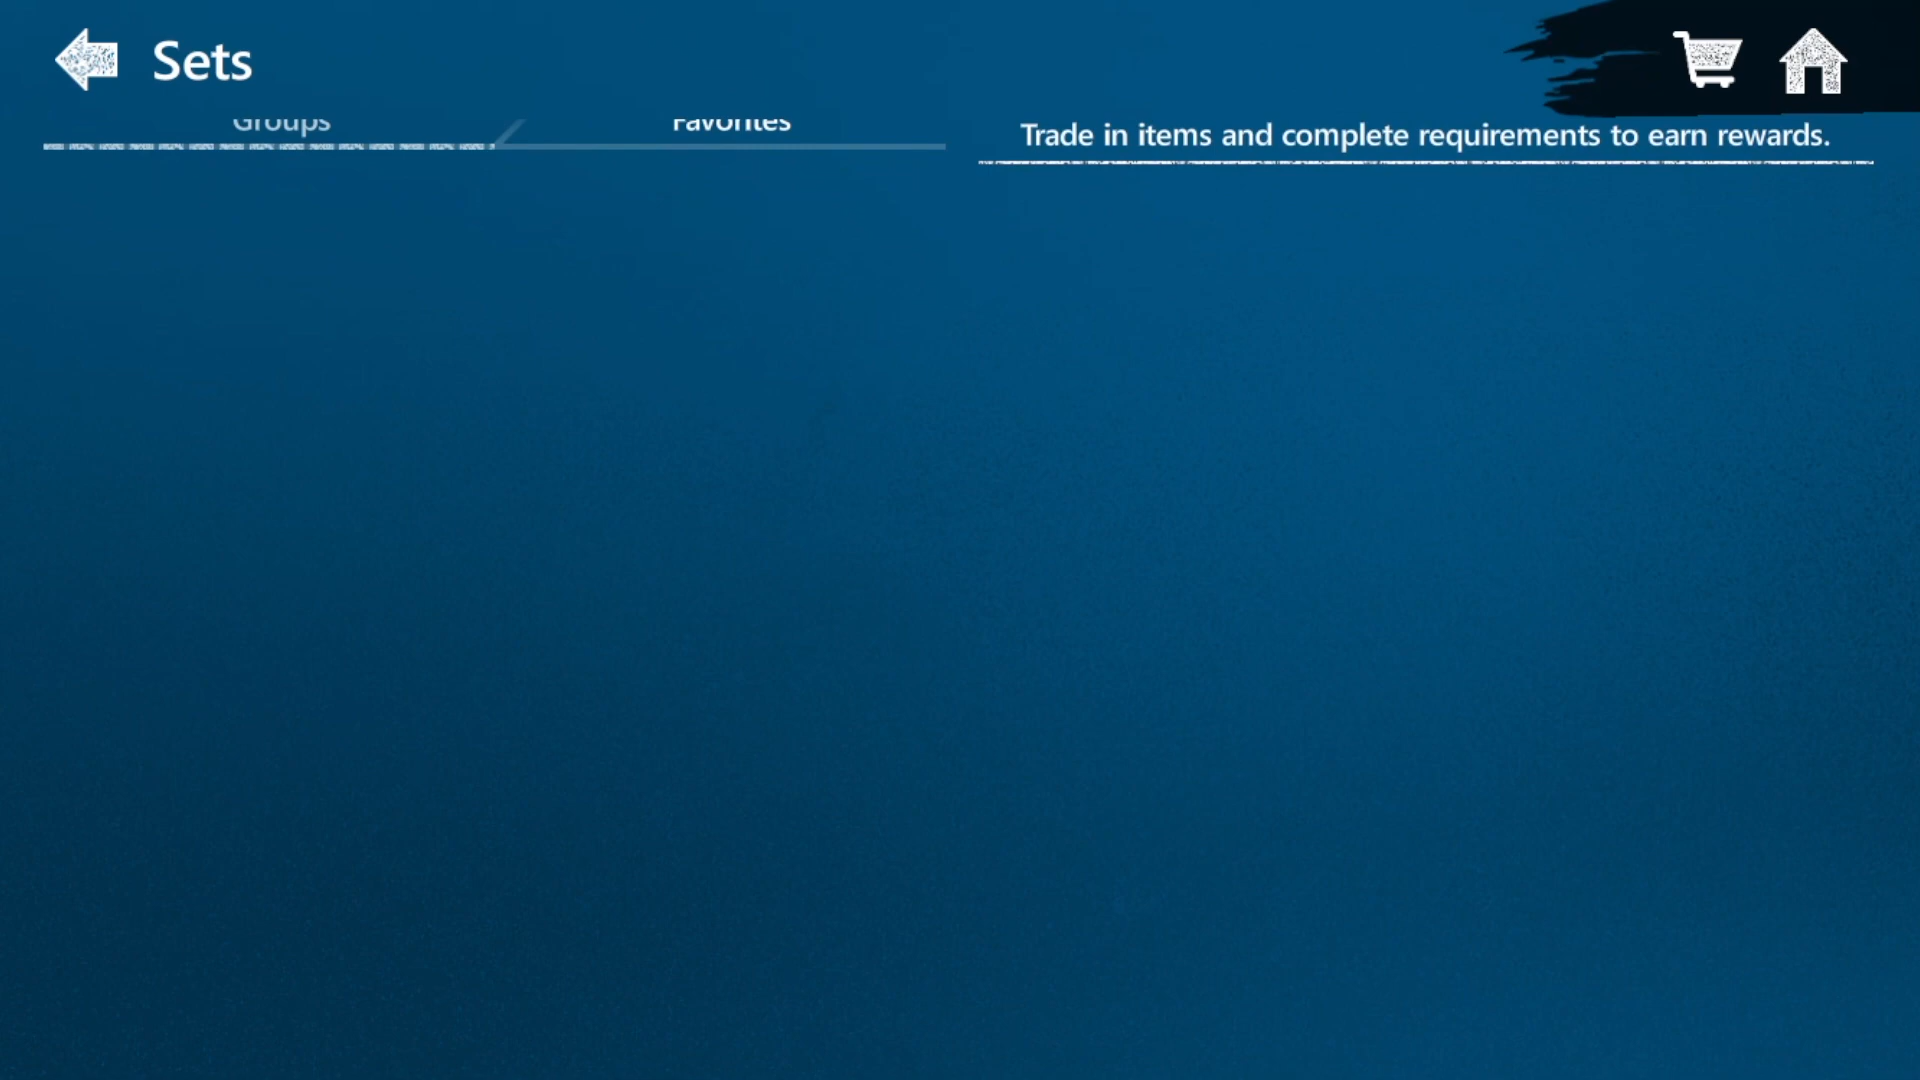 Sets
Groups
Favorites
Trade in items and complete requirements to earn rewards.